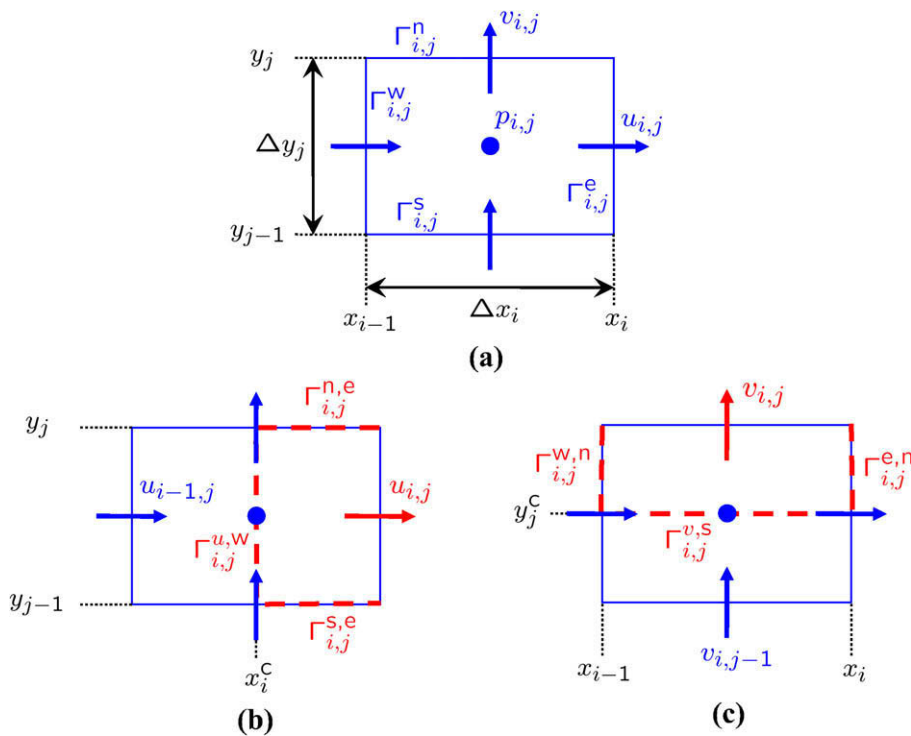 Γ^n_{i,j} v_{i,j}
y_j
Γ^w_{i,j} p_{i,j} u_{i,j}
Δy_j
Γ^s_{i,j} Γ^e_{i,j}
y_{j−1}
x_{i−1} Δx_i x_i
(a)
y_j Γ^{n,e}_{i,j}
u_{i−1,j} u_{i,j}
Γ^{u,w}_{i,j}
y_{j−1} Γ^{s,e}_{i,j}
x^c_i
(b)
v_{i,j}
Γ^{w,n}_{i,j} Γ^{e,n}_{i,j}
y^c_j Γ^{v,s}_{i,j}
x_{i−1} v_{i,j−1} x_i
(c)